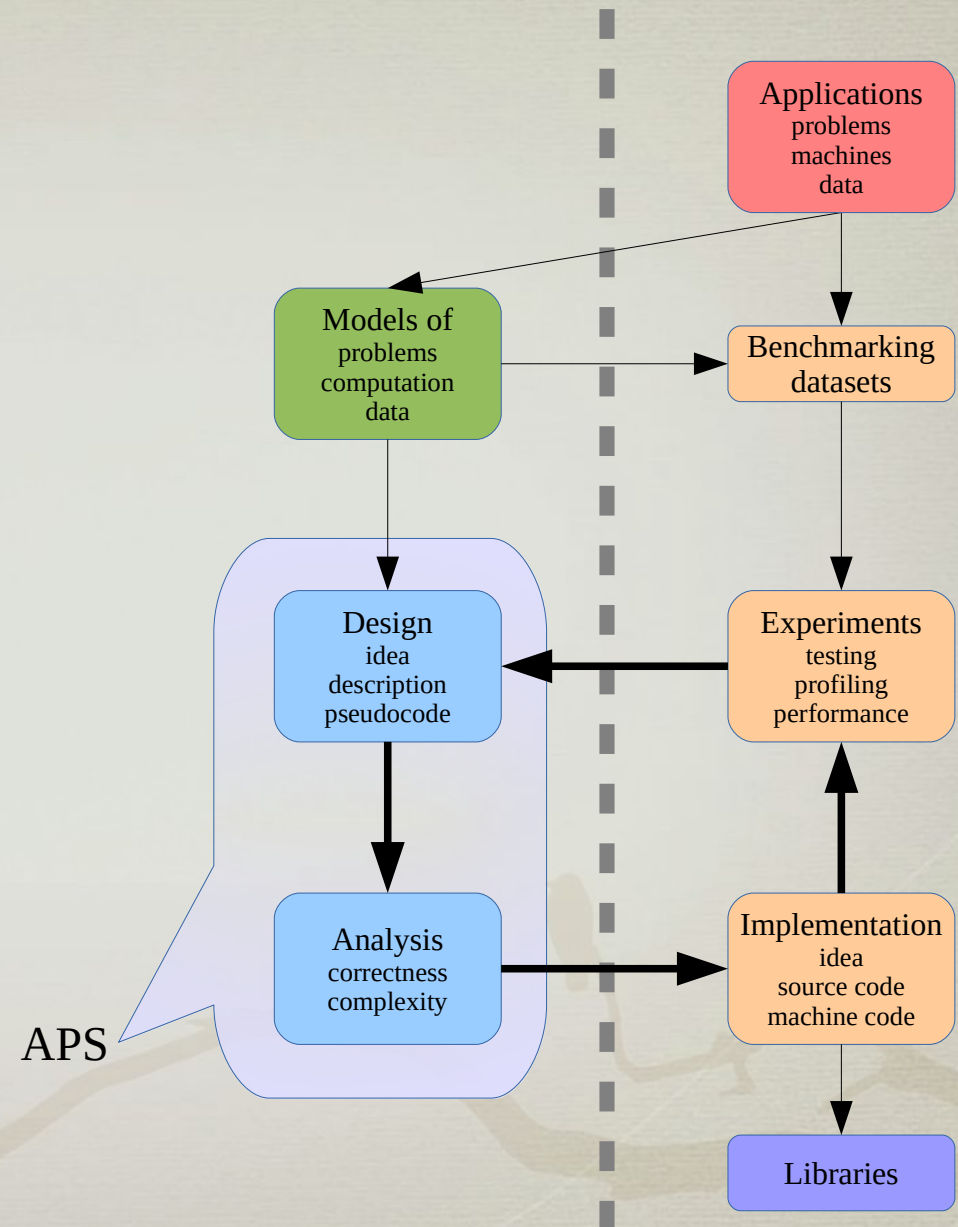 Applications
problems
machines
data
Models of
problems
computation
data
Benchmarking
datasets
Design
idea
description
pseudocode
Experiments
testing
profiling
performance
Analysis
correctness
complexity
Implementation
idea
source code
machine code
APS
Libraries